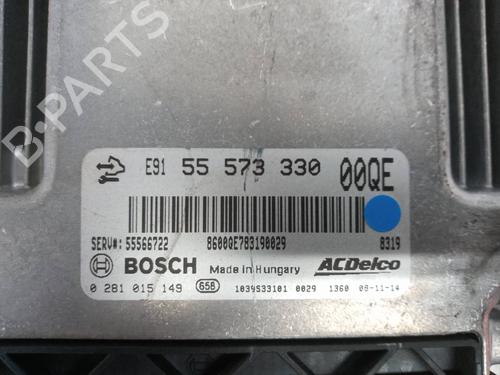 B-PARTS
E91 55 573 330 00QE
SERV#: 55566722 8600QE783190029 8319
BOSCH Made in Hungary ACDelco
0 281 015 149 658 1039S33101 0029 1360 08-11-14